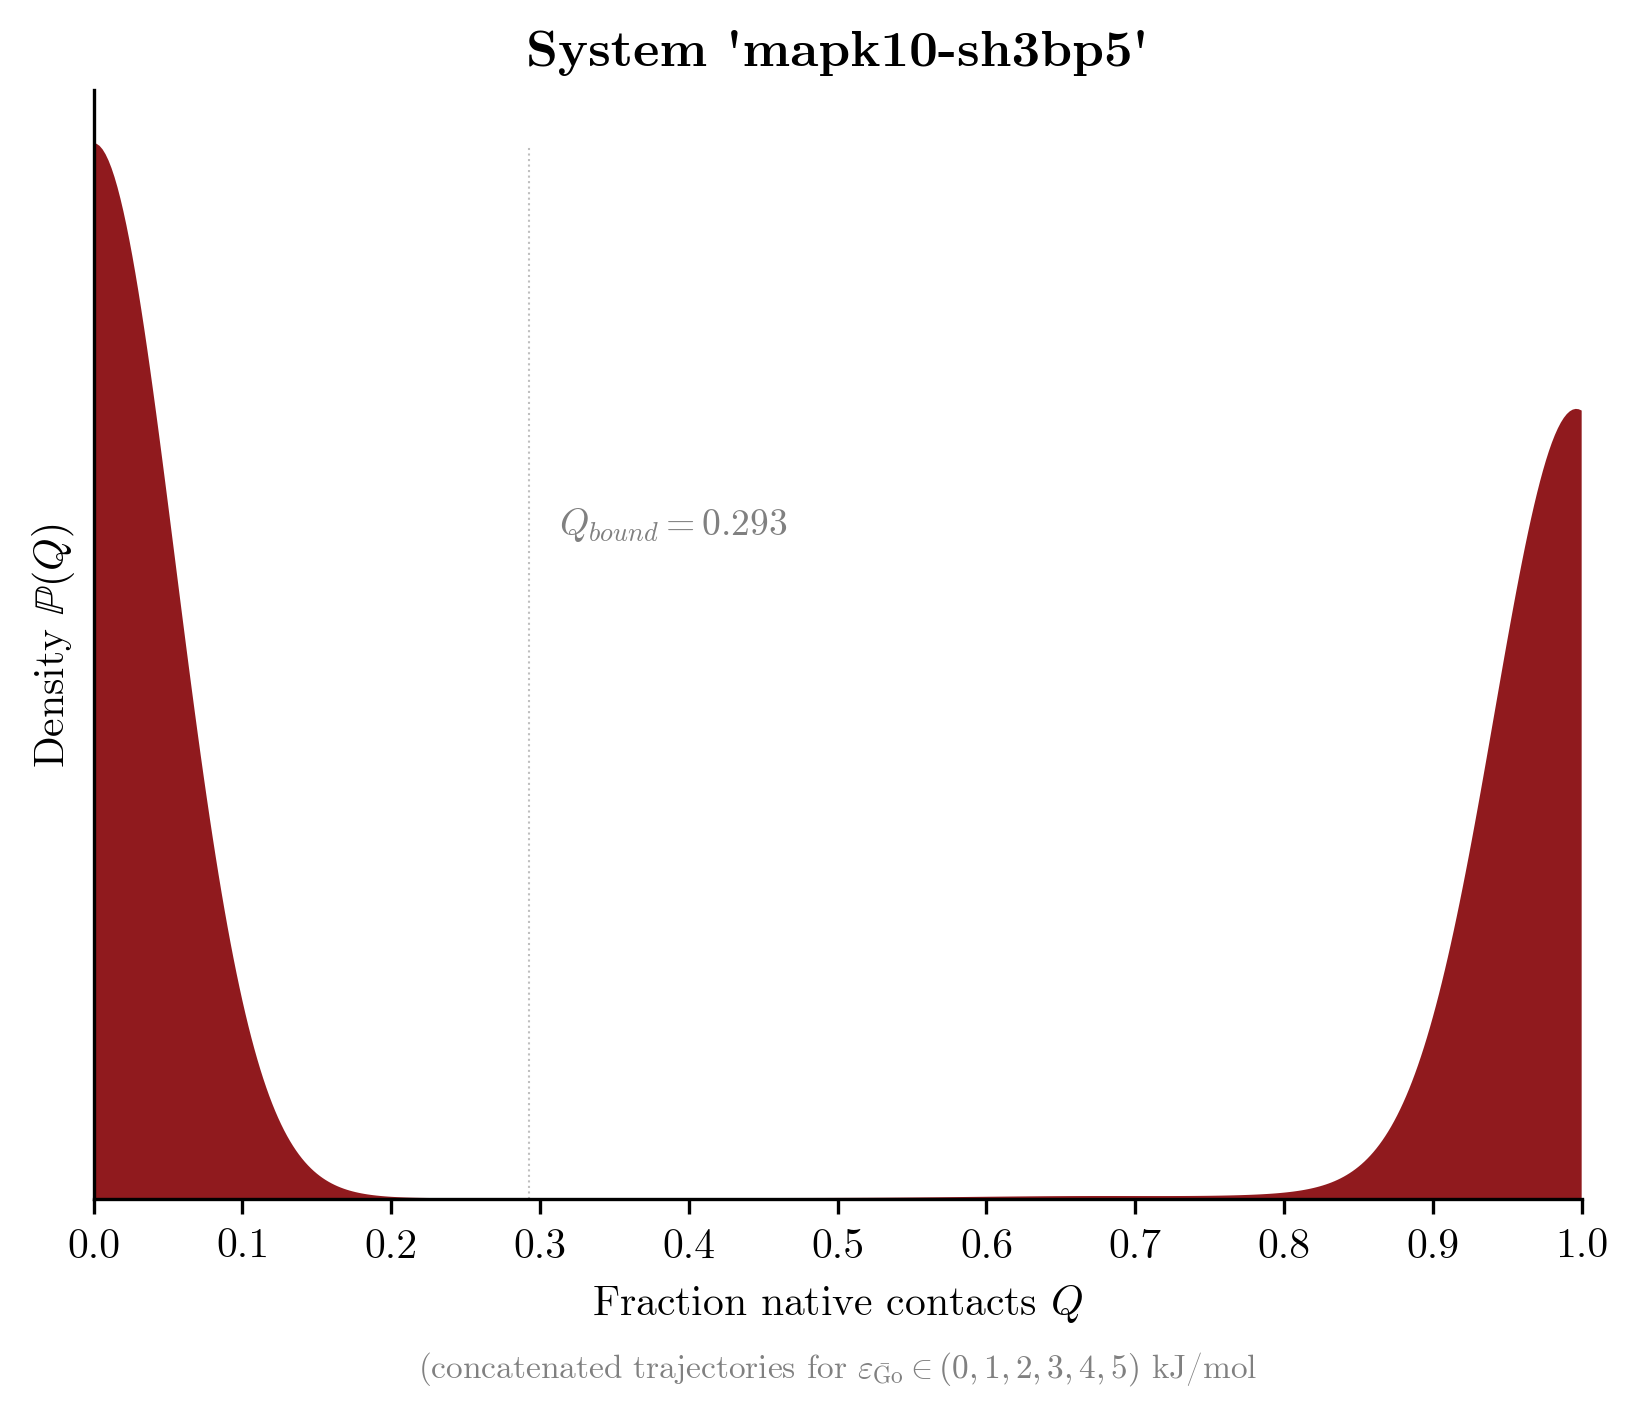 System 'mapk10-sh3bp5'
Density ℙ(Q)
Q_bound = 0.293
0.0 0.1 0.2 0.3 0.4 0.5 0.6 0.7 0.8 0.9 1.0
Fraction native contacts Q
(concatenated trajectories for ε_Ḡo ∈ (0, 1, 2, 3, 4, 5) kJ/mol